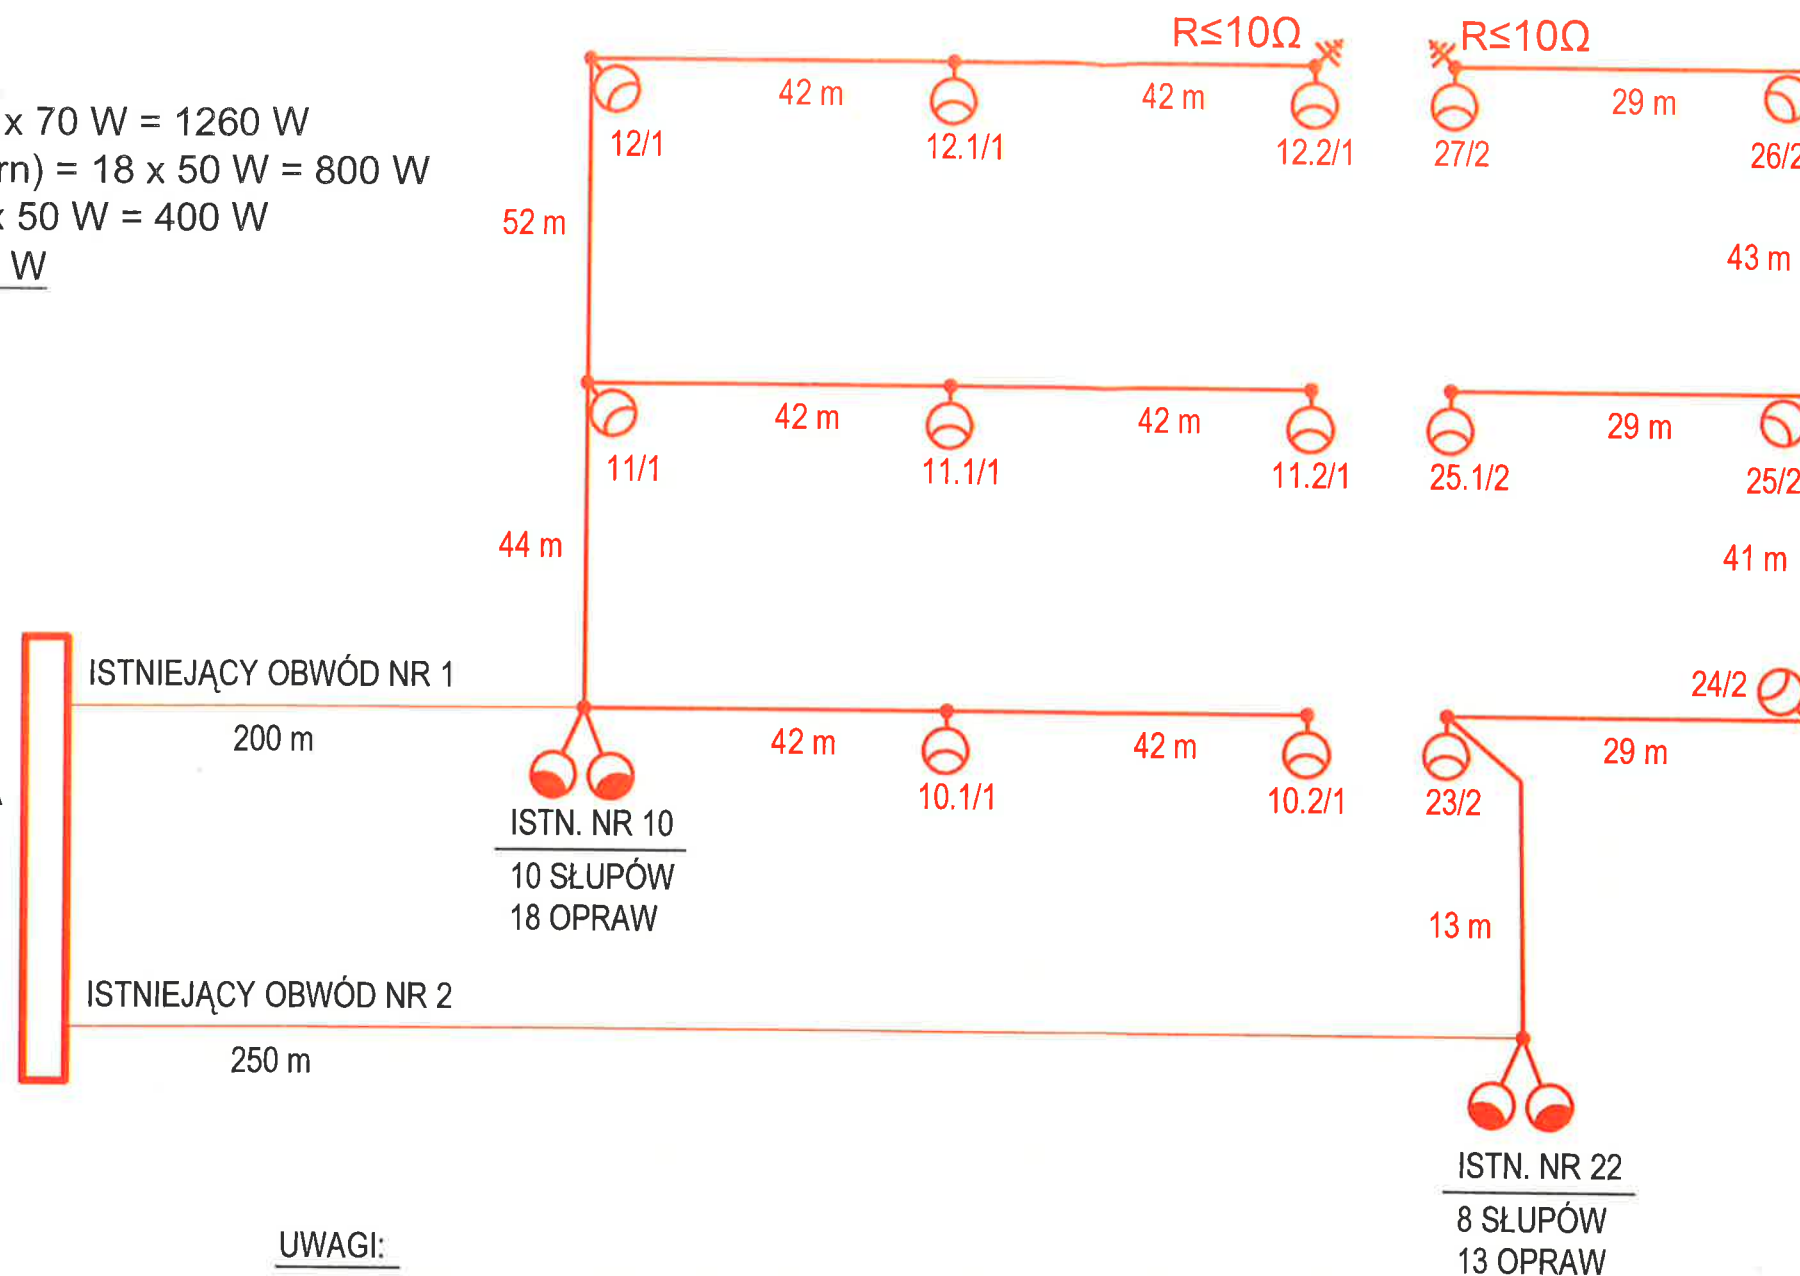 R≤10Ω
R≤10Ω
x 70 W = 1260 W
rn) = 18 x 50 W = 800 W
x 50 W = 400 W
W
42 m
42 m
29 m
12/1
12.1/1
12.2/1
27/2
26/2
52 m
43 m
42 m
42 m
29 m
11/1
11.1/1
11.2/1
25.1/2
25/2
44 m
41 m
ISTNIEJĄCY OBWÓD NR 1
200 m
24/2
42 m
42 m
29 m
10.1/1
10.2/1
23/2
ISTN. NR 10
10 SŁUPÓW
18 OPRAW
13 m
ISTNIEJĄCY OBWÓD NR 2
250 m
ISTN. NR 22
8 SŁUPÓW
13 OPRAW
UWAGI: